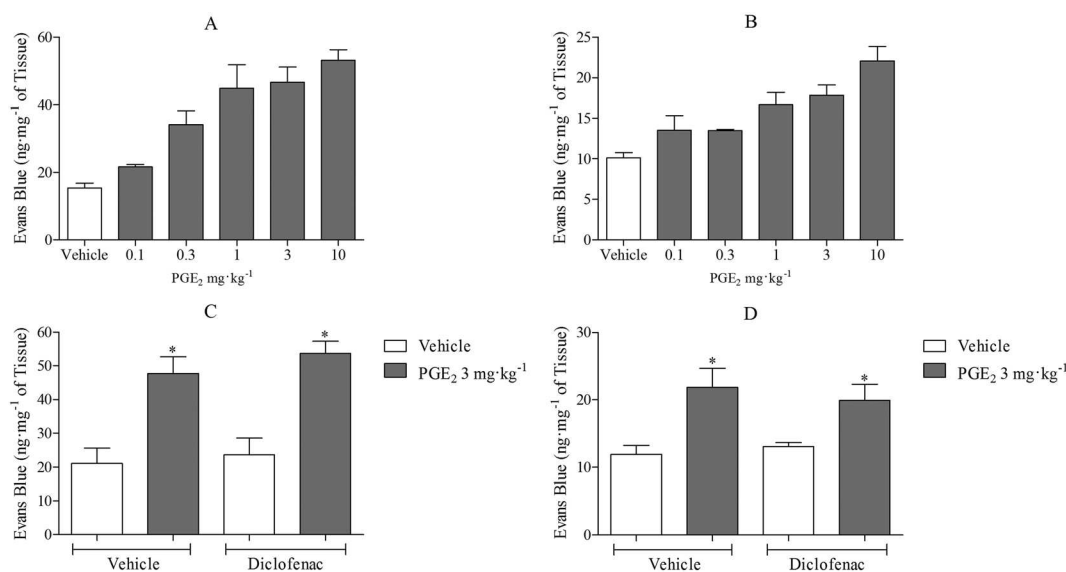 A
Evans Blue (ng·mg⁻¹ of Tissue)
60
40
20
0
Vehicle 0.1 0.3 1 3 10
PGE₂ mg·kg⁻¹
B
Evans Blue (ng·mg⁻¹ of Tissue)
25
20
15
10
5
0
Vehicle 0.1 0.3 1 3 10
PGE₂ mg·kg⁻¹
C
Evans Blue (ng·mg⁻¹ of Tissue)
60
50
40
30
20
10
0
* *
Vehicle Diclofenac
Vehicle
PGE₂ 3 mg·kg⁻¹
D
Evans Blue (ng·mg⁻¹ of Tissue)
30
20
10
0
* *
Vehicle Diclofenac
Vehicle
PGE₂ 3 mg·kg⁻¹